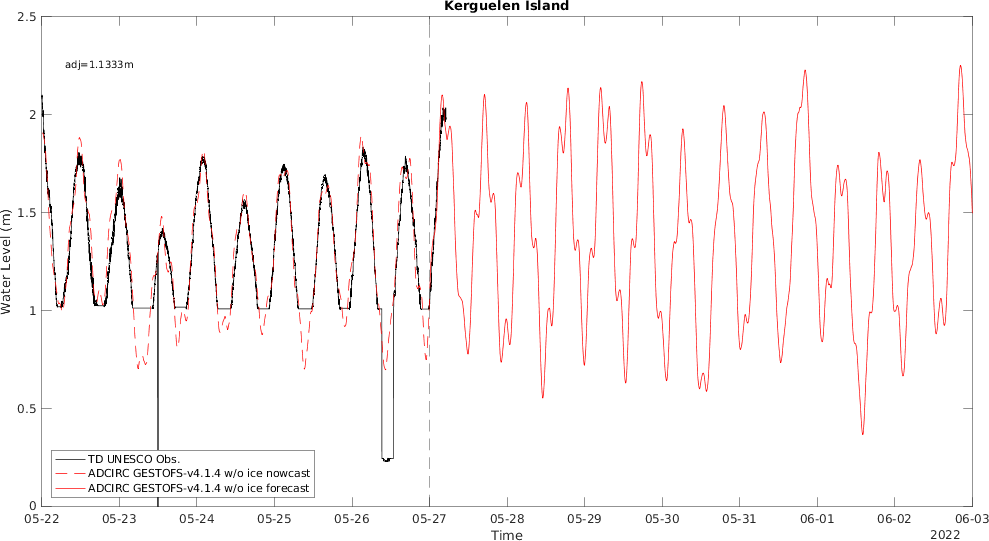 Kerguelen Island
2.5
adj=1.1333m
2
1.5
Water Level (m)
1
0.5
TD UNESCO Obs.
ADCIRC GESTOFS-v4.1.4 w/o ice nowcast
ADCIRC GESTOFS-v4.1.4 w/o ice forecast
0
05-22 05-23 05-24 05-25 05-26 05-27 05-28 05-29 05-30 05-31 06-01 06-02 06-03
Time
2022